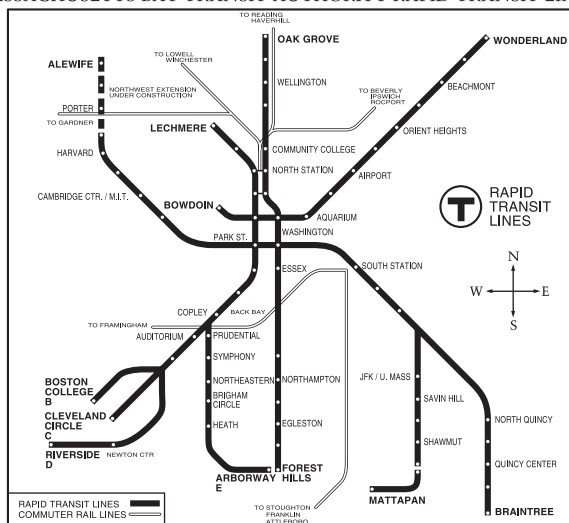 TO READING
HAVERHILL
OAK GROVE
WONDERLAND
TO LOWELL
WINCHESTER
ALEWIFE
WELLINGTON
BEACHMONT
NORTHWEST EXTENSION
UNDER CONSTRUCTION
TO BEVERLY
IPSWICH
ROCPORT
PORTER
TO GARDNER
LECHMERE
ORIENT HEIGHTS
HARVARD
COMMUNITY COLLEGE
NORTH STATION
AIRPORT
CAMBRIDGE CTR. / M.I.T.
BOWDOIN
AQUARIUM
T
RAPID
TRANSIT
LINES
PARK ST.
WASHINGTON
ESSEX
SOUTH STATION
N
W
E
S
COPLEY
BACK BAY
TO FRAMINGHAM
AUDITORIUM
PRUDENTIAL
SYMPHONY
BOSTON
COLLEGE
B
NORTHEASTERN
NORTHAMPTON
JFK / U. MASS
BRIGHAM
CIRCLE
SAVIN HILL
CLEVELAND
CIRCLE
C
HEATH
EGLESTON
NORTH QUINCY
SHAWMUT
RIVERSIDE
D
NEWTON CTR
QUINCY CENTER
ARBORWAY
E
FOREST
HILLS
MATTAPAN
BRAINTREE
RAPID TRANSIT LINES
COMMUTER RAIL LINES
TO STOUGHTON
FRANKLIN
ATTLEBORO